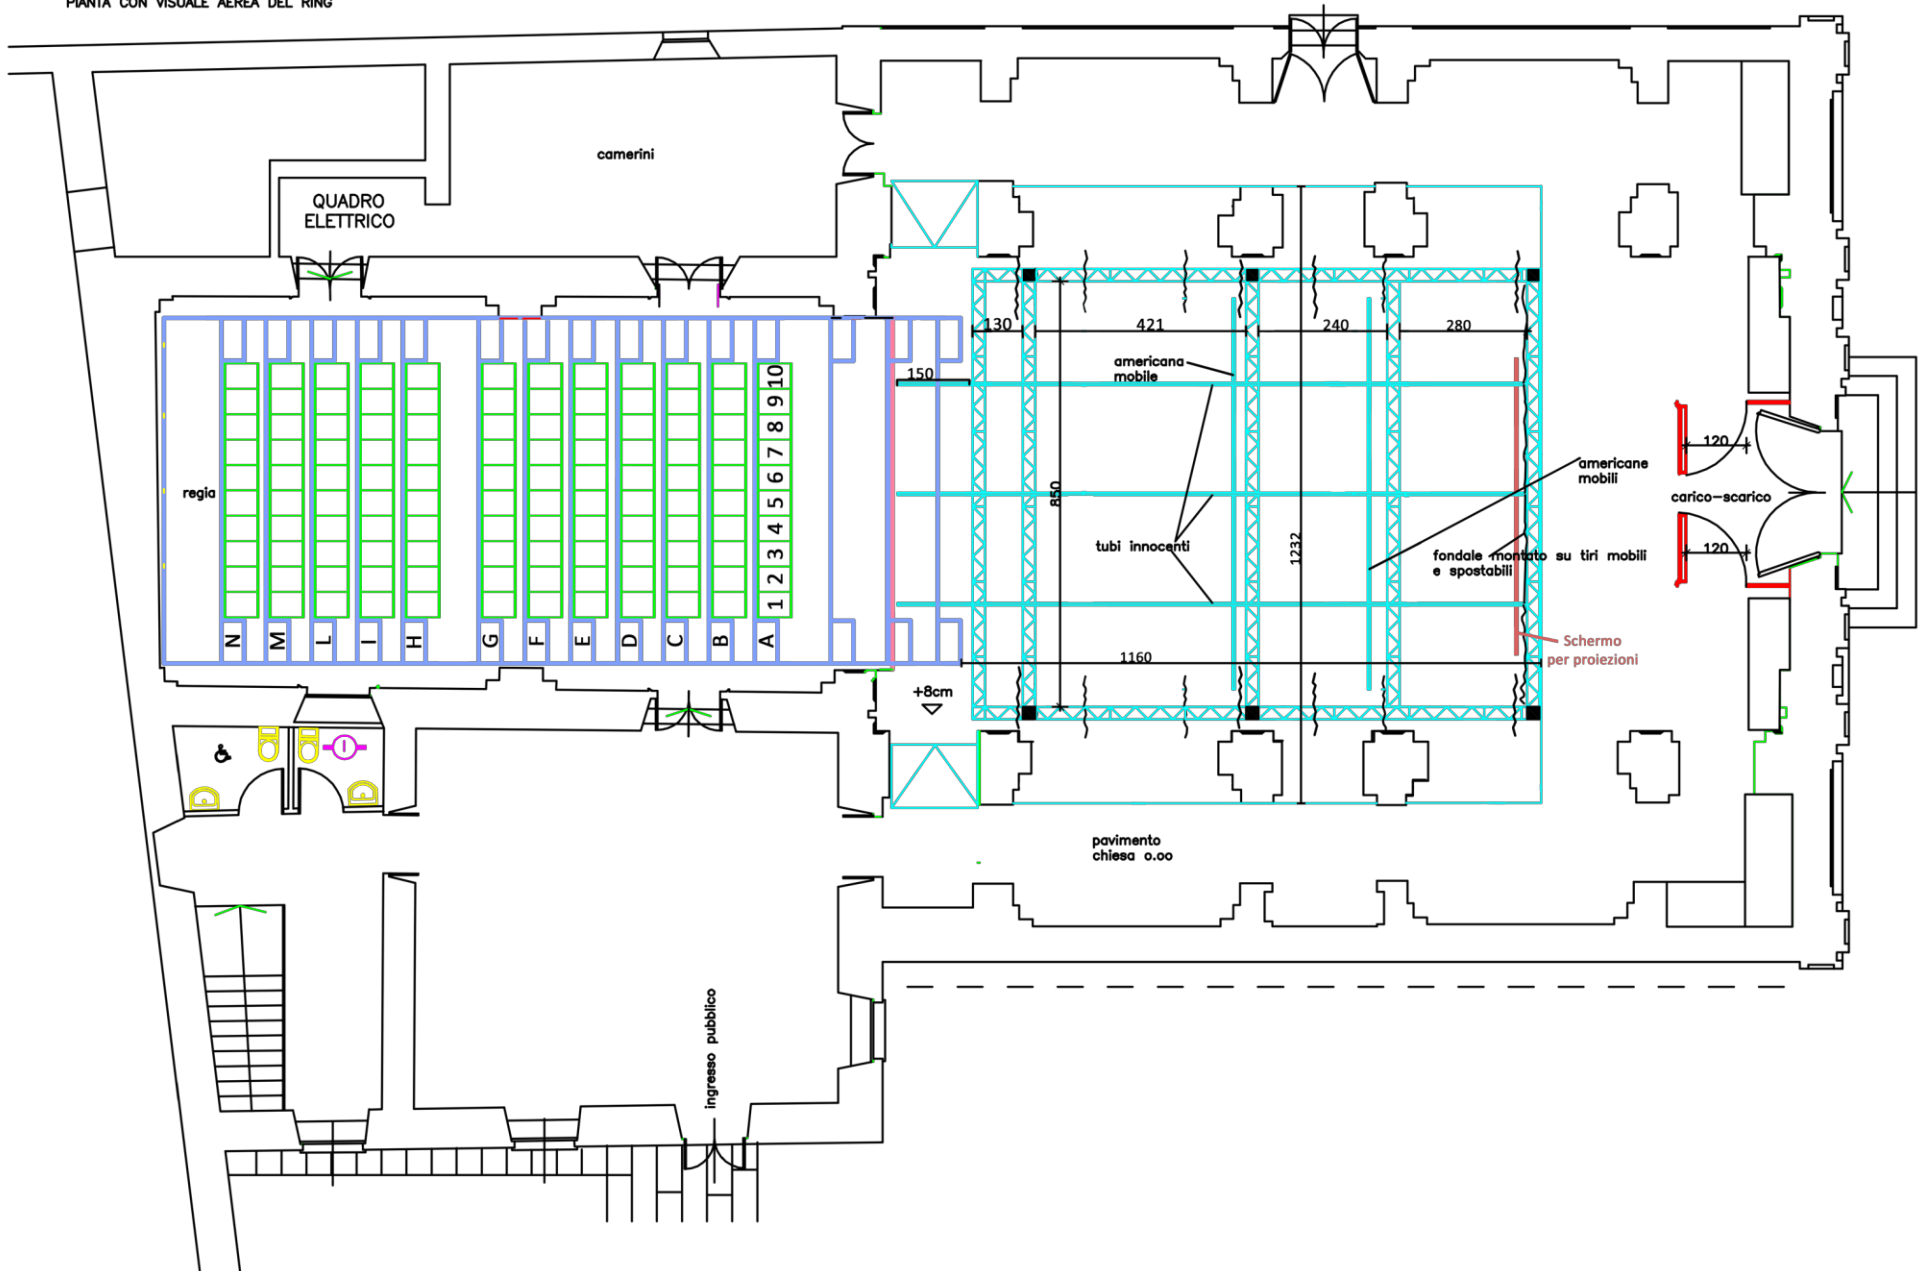 PIANTA CON VISUALE AEREA DEL RING
camerini
QUADRO
ELETTRICO
130
421
240
280
americana
mobile
150
10
9
8
7
6
5
4
3
2
1
regia
850
1232
americane
mobili
120
carico-scarico
tubi innocenti
fondale montato su tiri mobili
e spostabili
120
N
M
L
I
H
G
F
E
D
C
B
A
Schermo
per proiezioni
1160
+8cm
pavimento
chiesa 0.00
ingresso pubblico